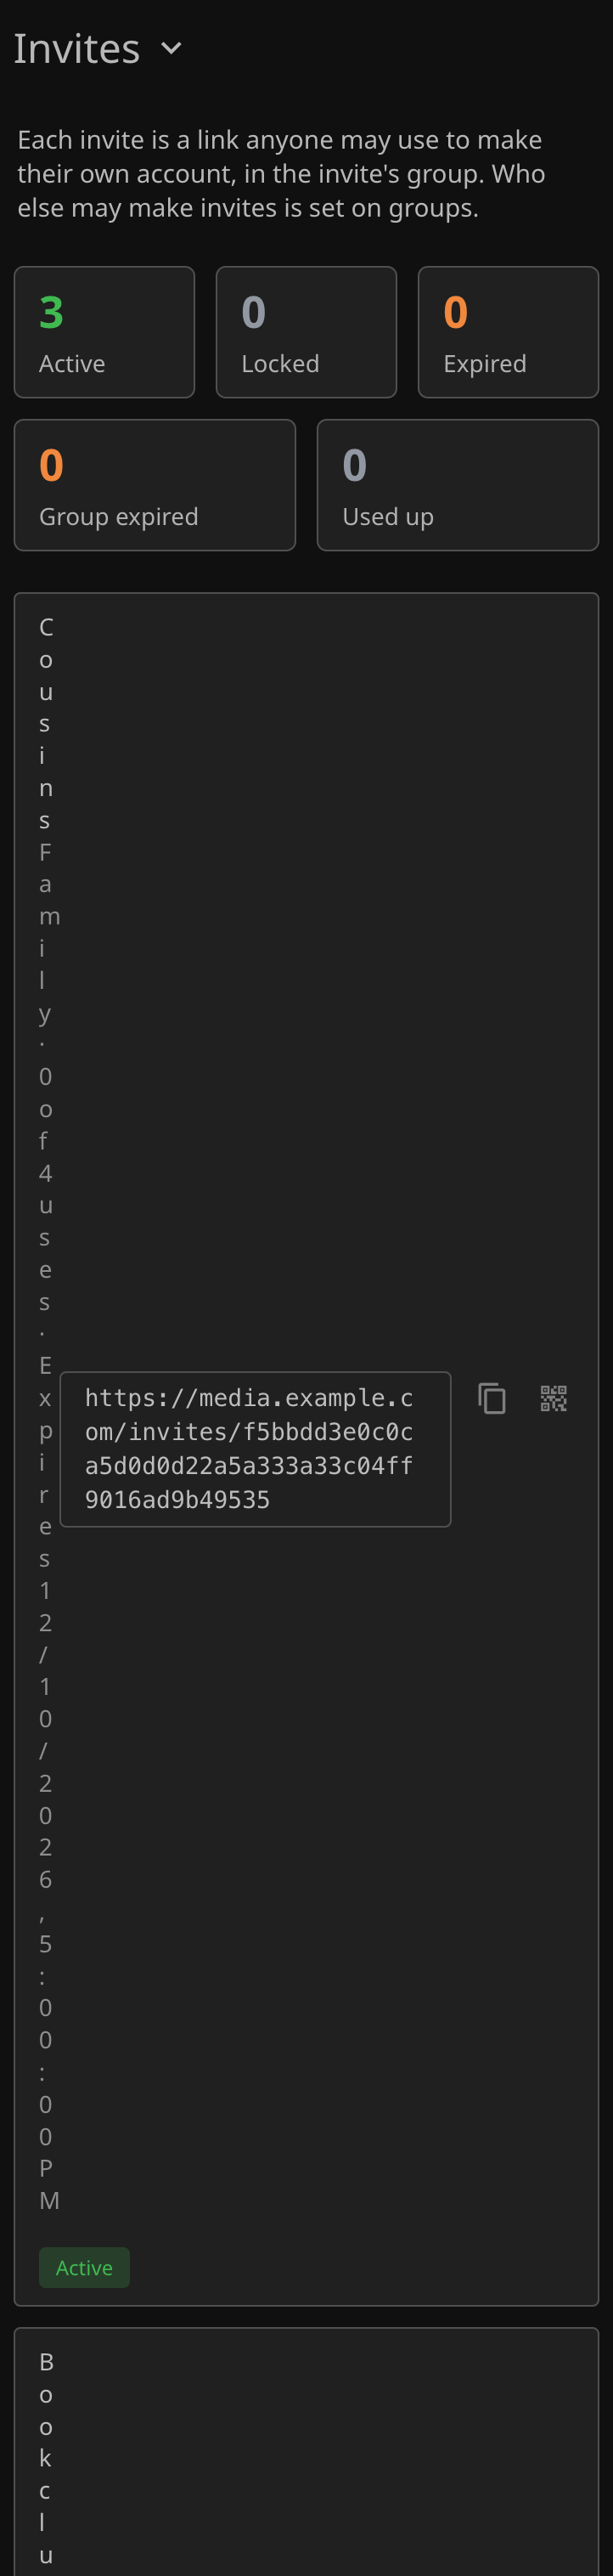 Invites
Each invite is a link anyone may use to make
their own account, in the invite's group. Who
else may make invites is set on groups.
3
Active
0
Locked
0
Expired
0
Group expired
0
Used up
C
o
u
s
i
n
s
F
a
m
i
l
y
·
0
o
f
4
u
s
e
s
·
E
x
p
i
r
e
s
1
2
/
1
0
/
2
0
2
6
,
5
:
0
0
:
0
0
P
M
https://media.example.c
om/invites/f5bbdd3e0c0c
a5d0d0d22a5a333a33c04ff
9016ad9b49535
Active
B
o
o
k
c
l
u